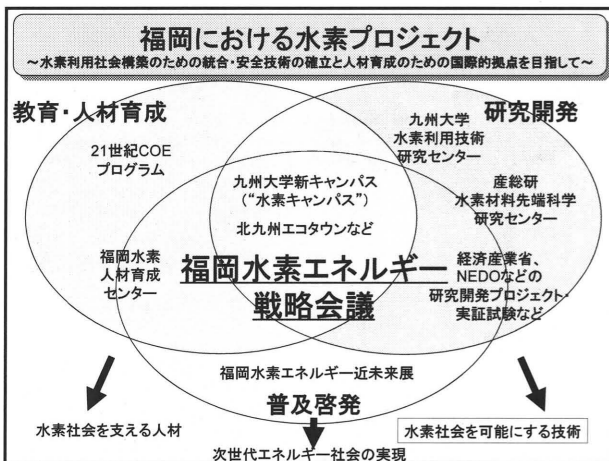 福岡における水素プロジェクト
～水素利用社会構築のための統合・安全技術の確立と人材育成のための国際的拠点を目指して～
教育・人材育成
研究開発
21世紀COE
プログラム
九州大学
水素利用技術
研究センター
九州大学新キャンパス
（“水素キャンパス”）
北九州エコタウンなど
産総研
水素材料先端科学
研究センター
福岡水素
人材育成
センター
福岡水素エネルギー
戦略会議
経済産業省、
NEDOなどの
研究開発プロジェクト・
実証試験など
福岡水素エネルギー近未来展
普及啓発
水素社会を支える人材
水素社会を可能にする技術
次世代エネルギー社会の実現